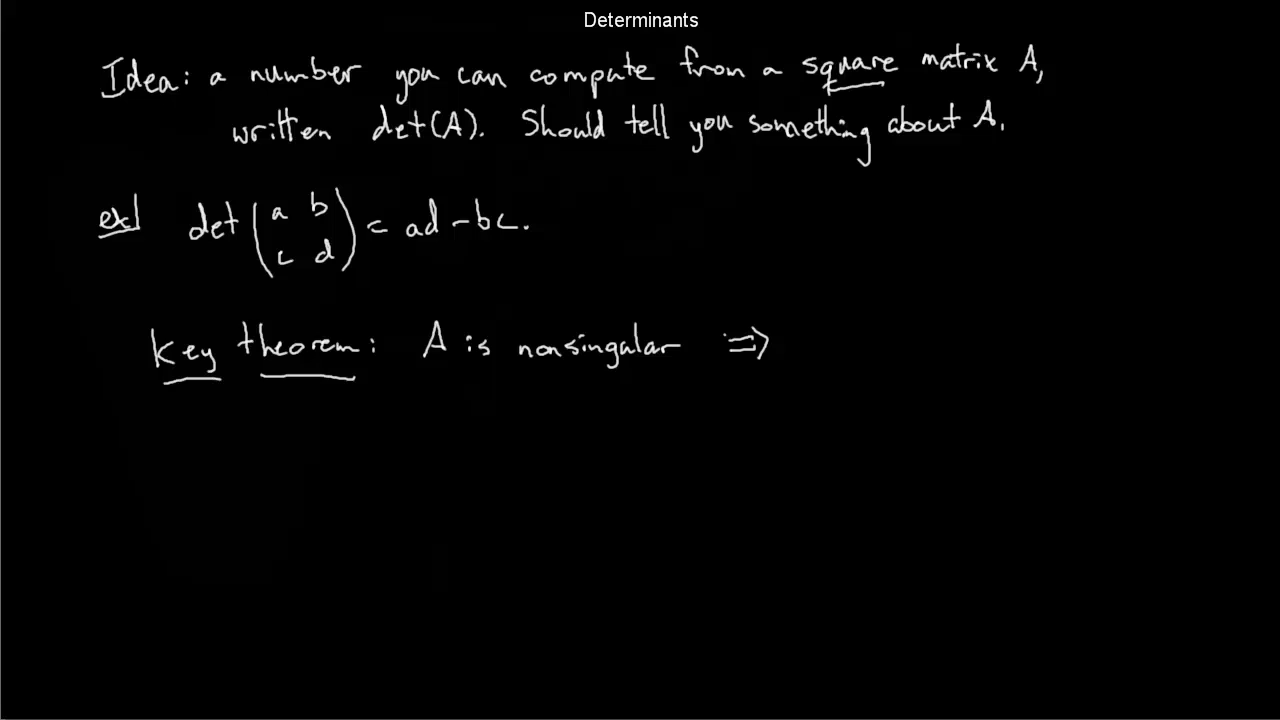 Determinants
Idea: a number you can compute from a square matrix A,
written det(A). Should tell you something about A.
ex) det (a b
c d) = ad - bc.
Key theorem: A is nonsingular =>